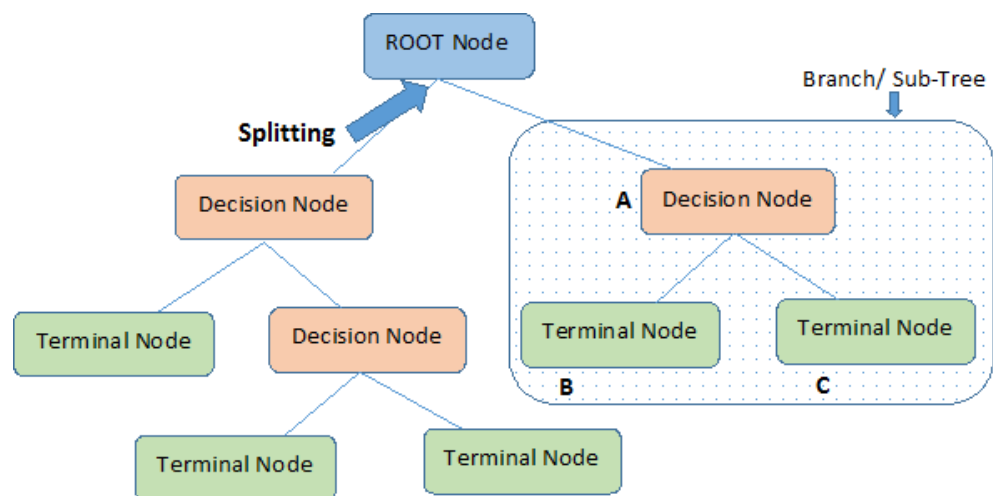 ROOT Node
Branch/ Sub-Tree
Splitting
Decision Node
A Decision Node
Terminal Node
Decision Node
Terminal Node
Terminal Node
B
C
Terminal Node
Terminal Node